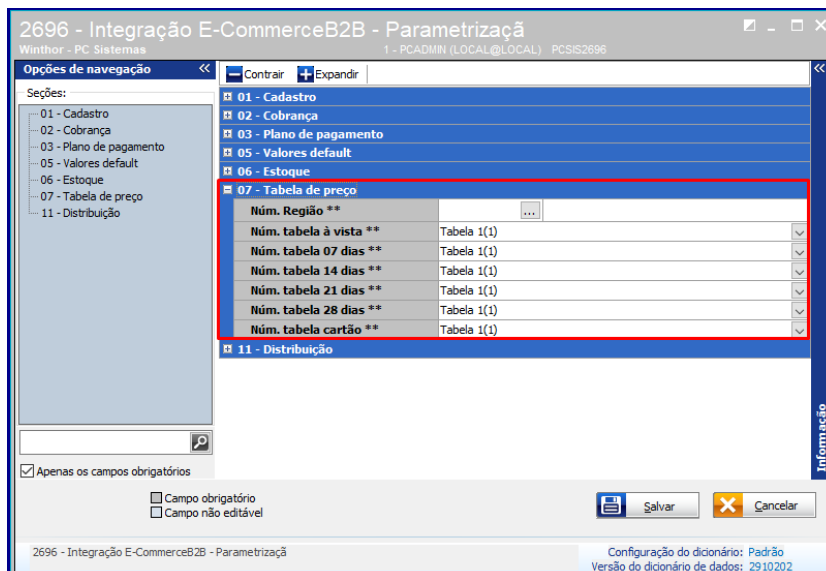 2696 - Integração E-CommerceB2B - Parametrizaçã
Winthor - PC Sistemas
1 - PCADMIN (LOCAL@LOCAL) PCSIS2696
Opções de navegação
Seções:
01 - Cadastro
02 - Cobrança
03 - Plano de pagamento
05 - Valores default
06 - Estoque
07 - Tabela de preço
11 - Distribuição
Apenas os campos obrigatórios
Contrair Expandir
01 - Cadastro
02 - Cobrança
03 - Plano de pagamento
05 - Valores default
06 - Estoque
07 - Tabela de preço
Núm. Região ** ...
Núm. tabela à vista ** Tabela 1(1)
Núm. tabela 07 dias ** Tabela 1(1)
Núm. tabela 14 dias ** Tabela 1(1)
Núm. tabela 21 dias ** Tabela 1(1)
Núm. tabela 28 dias ** Tabela 1(1)
Núm. tabela cartão ** Tabela 1(1)
11 - Distribuição
Informação
Campo obrigatório
Campo não editável
Salvar Cancelar
2696 - Integração E-CommerceB2B - Parametrizaçã
Configuração do dicionário: Padrão
Versão do dicionário de dados: 2910202